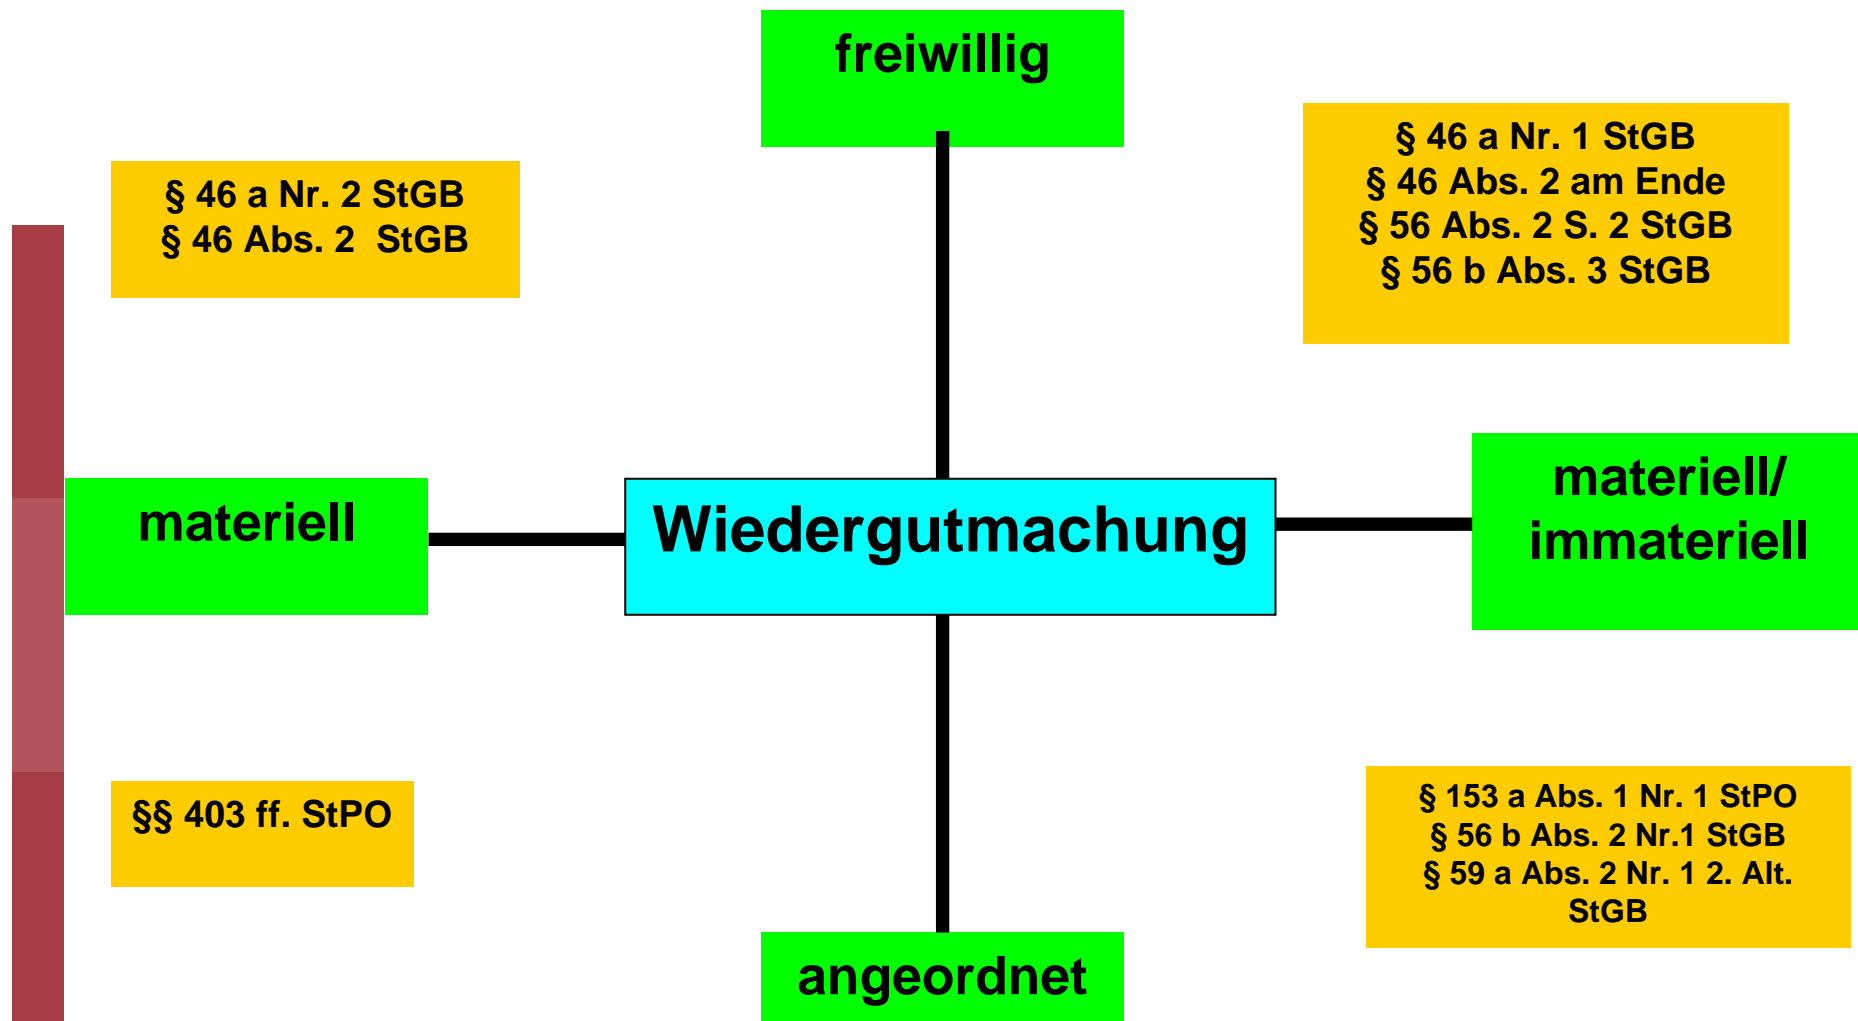 freiwillig
§ 46 a Nr. 2 StGB
§ 46 Abs. 2 StGB
§ 46 a Nr. 1 StGB
§ 46 Abs. 2 am Ende
§ 56 Abs. 2 S. 2 StGB
§ 56 b Abs. 3 StGB
materiell
Wiedergutmachung
materiell/
immateriell
§§ 403 ff. StPO
§ 153 a Abs. 1 Nr. 1 StPO
§ 56 b Abs. 2 Nr.1 StGB
§ 59 a Abs. 2 Nr. 1 2. Alt.
StGB
angeordnet